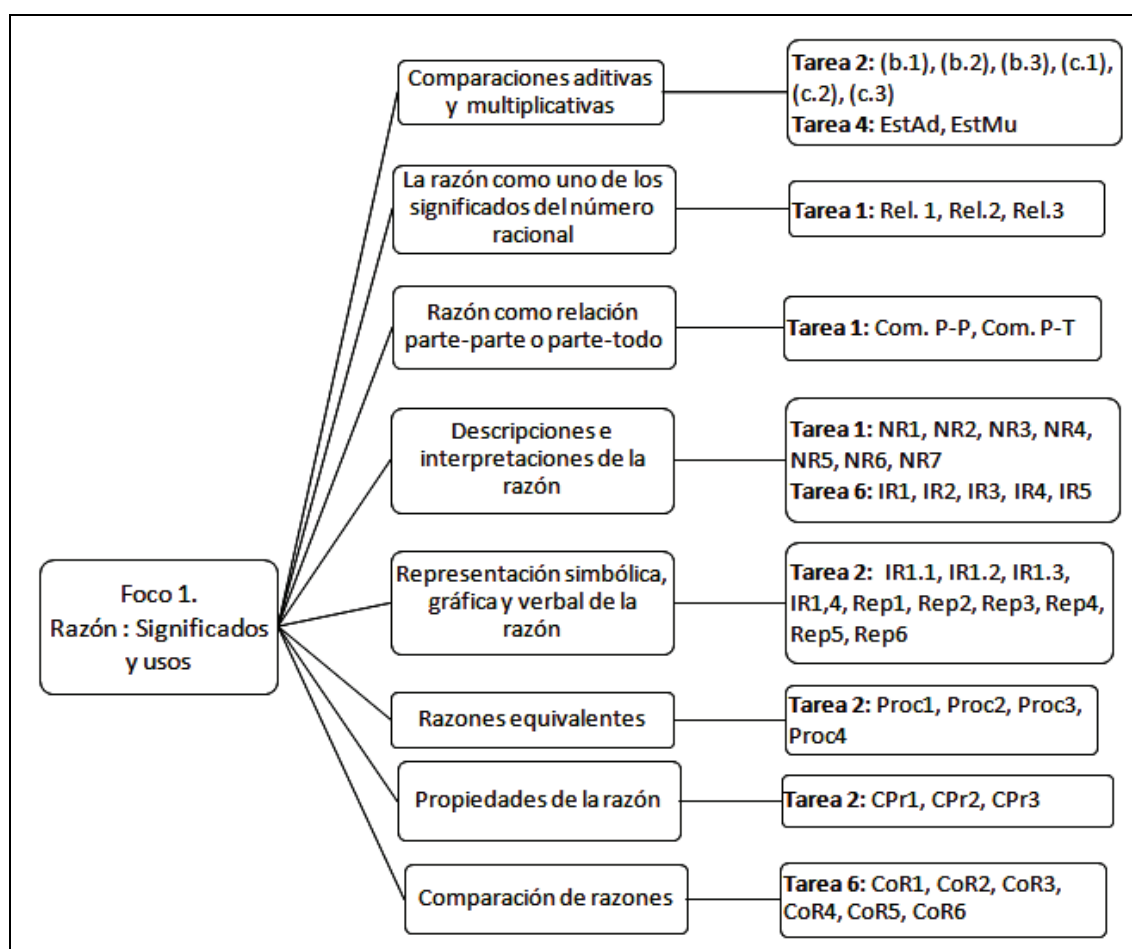 Foco 1.
Razón : Significados
y usos
Comparaciones aditivas
y multiplicativas
Tarea 2: (b.1), (b.2), (b.3), (c.1),
(c.2), (c.3)
Tarea 4: EstAd, EstMu
La razón como uno de los
significados del número
racional
Tarea 1: Rel. 1, Rel.2, Rel.3
Razón como relación
parte-parte o parte-todo
Tarea 1: Com. P-P, Com. P-T
Descripciones e
interpretaciones de la
razón
Tarea 1: NR1, NR2, NR3, NR4,
NR5, NR6, NR7
Tarea 6: IR1, IR2, IR3, IR4, IR5
Representación simbólica,
gráfica y verbal de la
razón
Tarea 2: IR1.1, IR1.2, IR1.3,
IR1,4, Rep1, Rep2, Rep3, Rep4,
Rep5, Rep6
Razones equivalentes
Tarea 2: Proc1, Proc2, Proc3,
Proc4
Propiedades de la razón
Tarea 2: CPr1, CPr2, CPr3
Comparación de razones
Tarea 6: CoR1, CoR2, CoR3,
CoR4, CoR5, CoR6